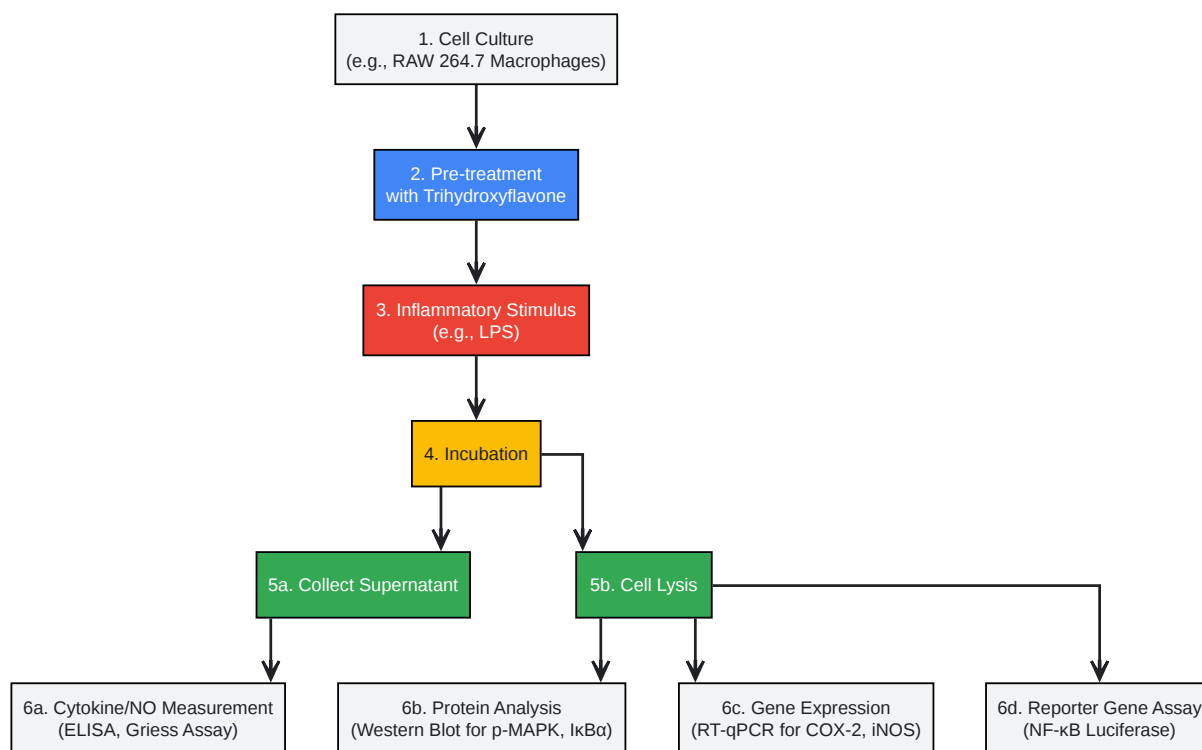 1. Cell Culture
(e.g., RAW 264.7 Macrophages)
2. Pre-treatment
with Trihydroxyflavone
3. Inflammatory Stimulus
(e.g., LPS)
4. Incubation
5a. Collect Supernatant
5b. Cell Lysis
6a. Cytokine/NO Measurement
(ELISA, Griess Assay)
6b. Protein Analysis
(Western Blot for p-MAPK, IκBα)
6c. Gene Expression
(RT-qPCR for COX-2, iNOS)
6d. Reporter Gene Assay
(NF-κB Luciferase)